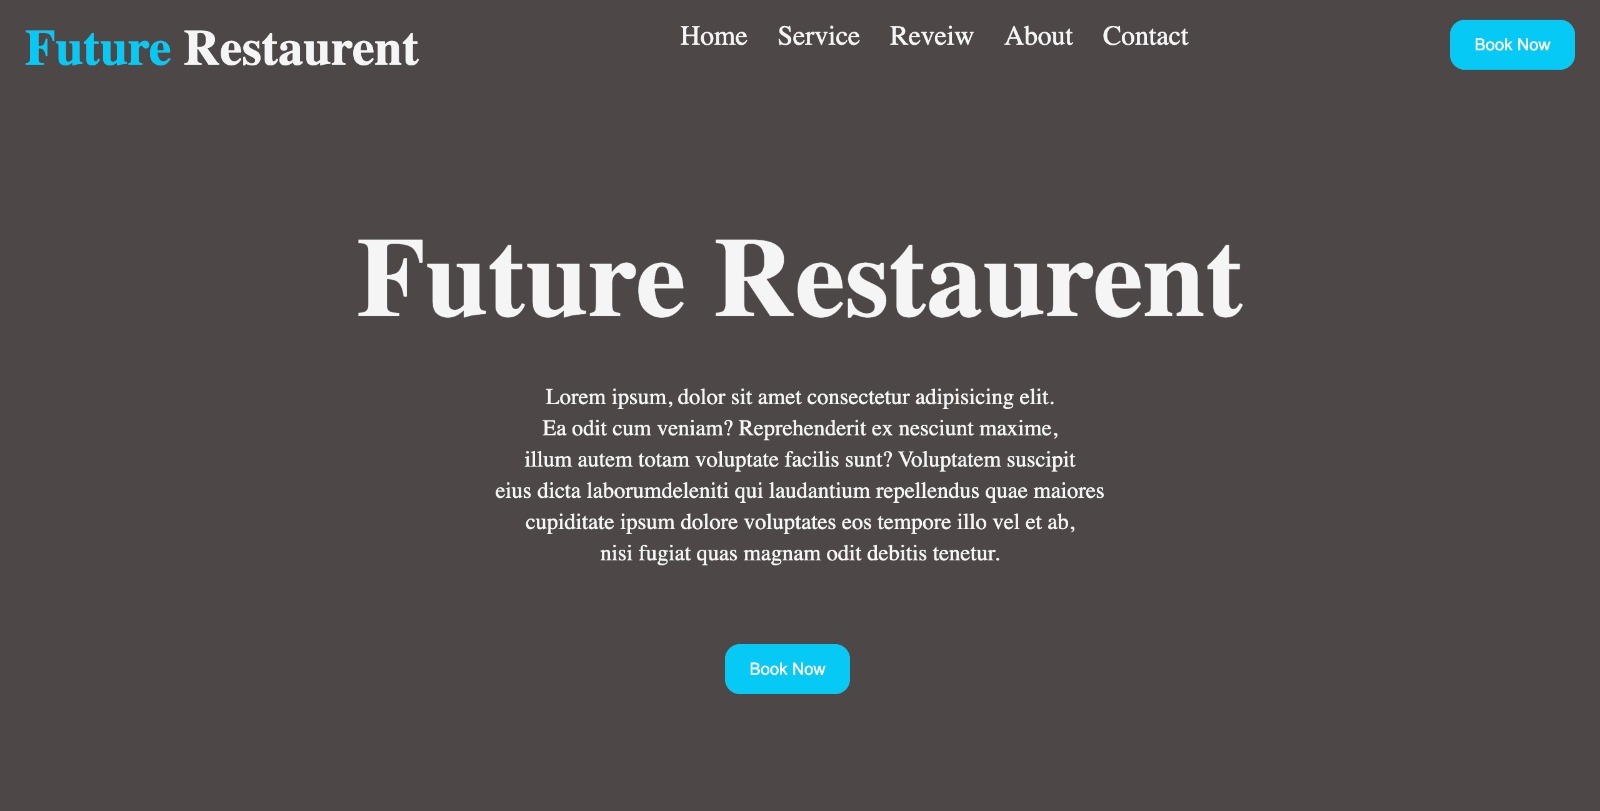 Future Restaurent
Home Service Reveiw About Contact
Book Now
Future Restaurent
Lorem ipsum, dolor sit amet consectetur adipisicing elit.
Ea odit cum veniam? Reprehenderit ex nesciunt maxime,
illum autem totam voluptate facilis sunt? Voluptatem suscipit
eius dicta laborumdeleniti qui laudantium repellendus quae maiores
cupiditate ipsum dolore voluptates eos tempore illo vel et ab,
nisi fugiat quas magnam odit debitis tenetur.
Book Now